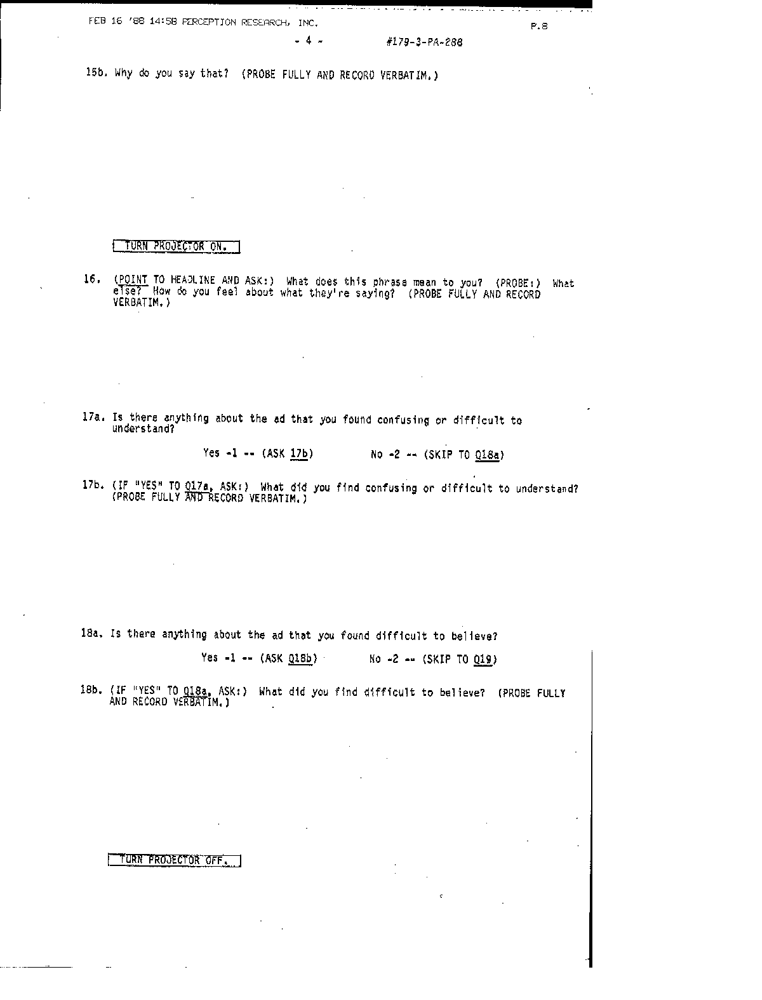 FEB 16 '88 14:58 PERCEPTION RESEARCH, INC. P.8
- 4 - #179-3-PA-288
15b. Why do you say that? (PROBE FULLY AND RECORD VERBATIM.)
TURN PROJECTOR ON.
16. (POINT TO HEADLINE AND ASK:) What does this phrase mean to you? (PROBE:) What
else? How do you feel about what they're saying? (PROBE FULLY AND RECORD
VERBATIM.)
17a. Is there anything about the ad that you found confusing or difficult to
understand?
Yes -1 -- (ASK 17b) No -2 -- (SKIP TO Q18a)
17b. (IF "YES" TO Q17a, ASK:) What did you find confusing or difficult to understand?
(PROBE FULLY AND RECORD VERBATIM.)
18a. Is there anything about the ad that you found difficult to believe?
Yes -1 -- (ASK Q18b) No -2 -- (SKIP TO Q19)
18b. (IF "YES" TO Q18a, ASK:) What did you find difficult to believe? (PROBE FULLY
AND RECORD VERBATIM.)
TURN PROJECTOR OFF.